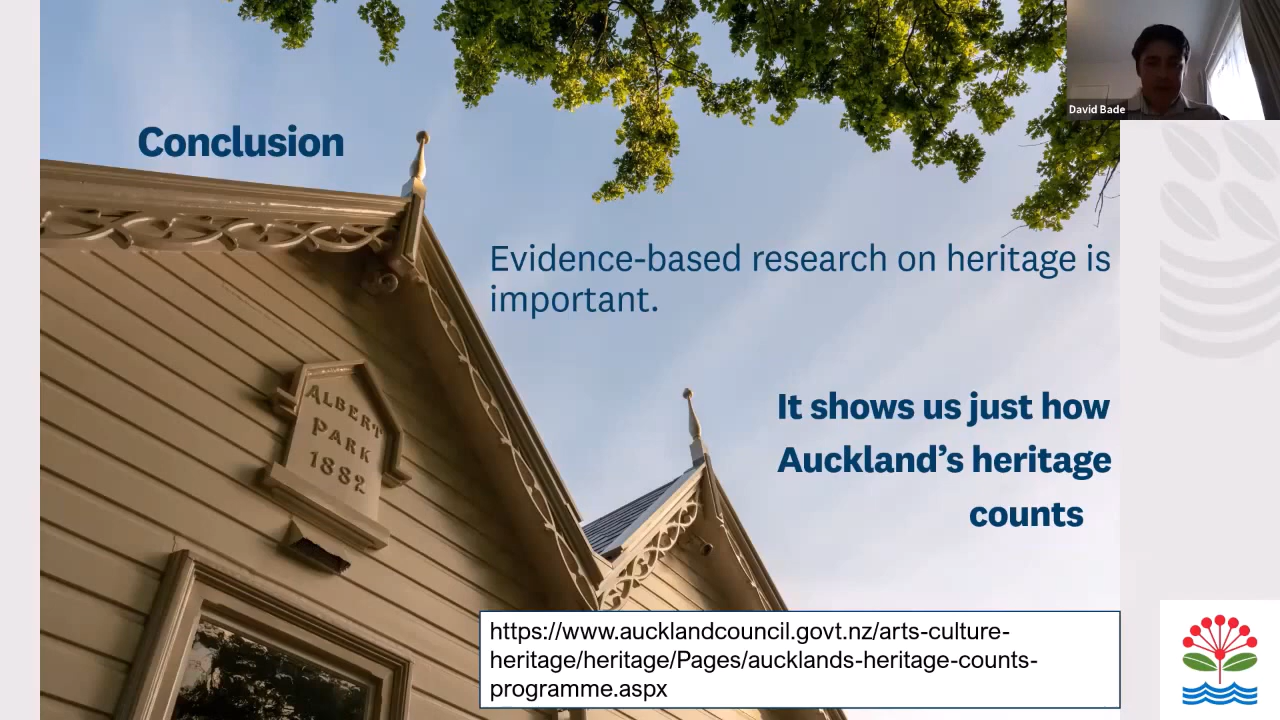 David Bade
Conclusion
Evidence-based research on heritage is
important.
It shows us just how
Auckland’s heritage
counts
ALBERT
PARK
1882
https://www.aucklandcouncil.govt.nz/arts-culture-
heritage/heritage/Pages/aucklands-heritage-counts-
programme.aspx